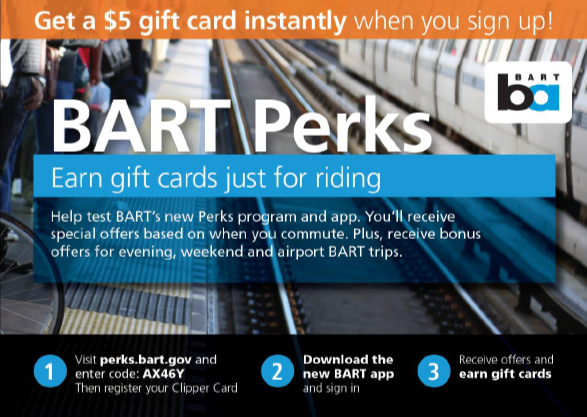 Get a $5 gift card instantly when you sign up!
BART
ba
BART Perks
Earn gift cards just for riding
Help test BART's new Perks program and app. You'll receive
special offers based on when you commute. Plus, receive bonus
offers for evening, weekend and airport BART trips.
1
Visit perks.bart.gov and
enter code: AX46Y
Then register your Clipper Card
2
Download the
new BART app
and sign in
3
Receive offers and
earn gift cards